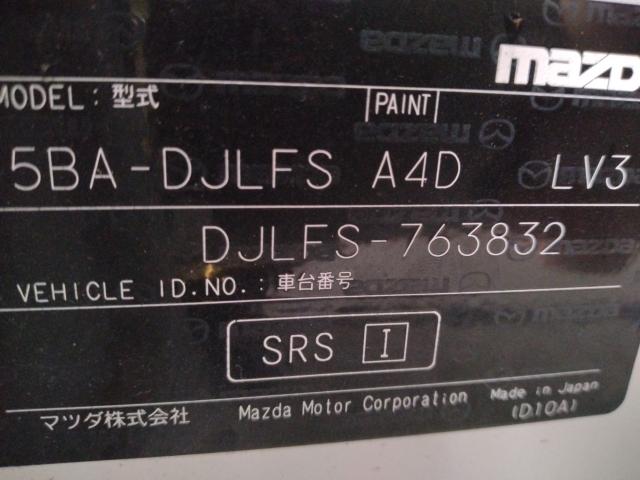 mazd
MODEL: 型式 PAINT
5BA-DJLFS A4D LV3
DJLFS-763832
VEHICLE ID.NO.: 車台番号
SRS I
マツダ株式会社 Mazda Motor Corporation Made in Japan
(D10A)